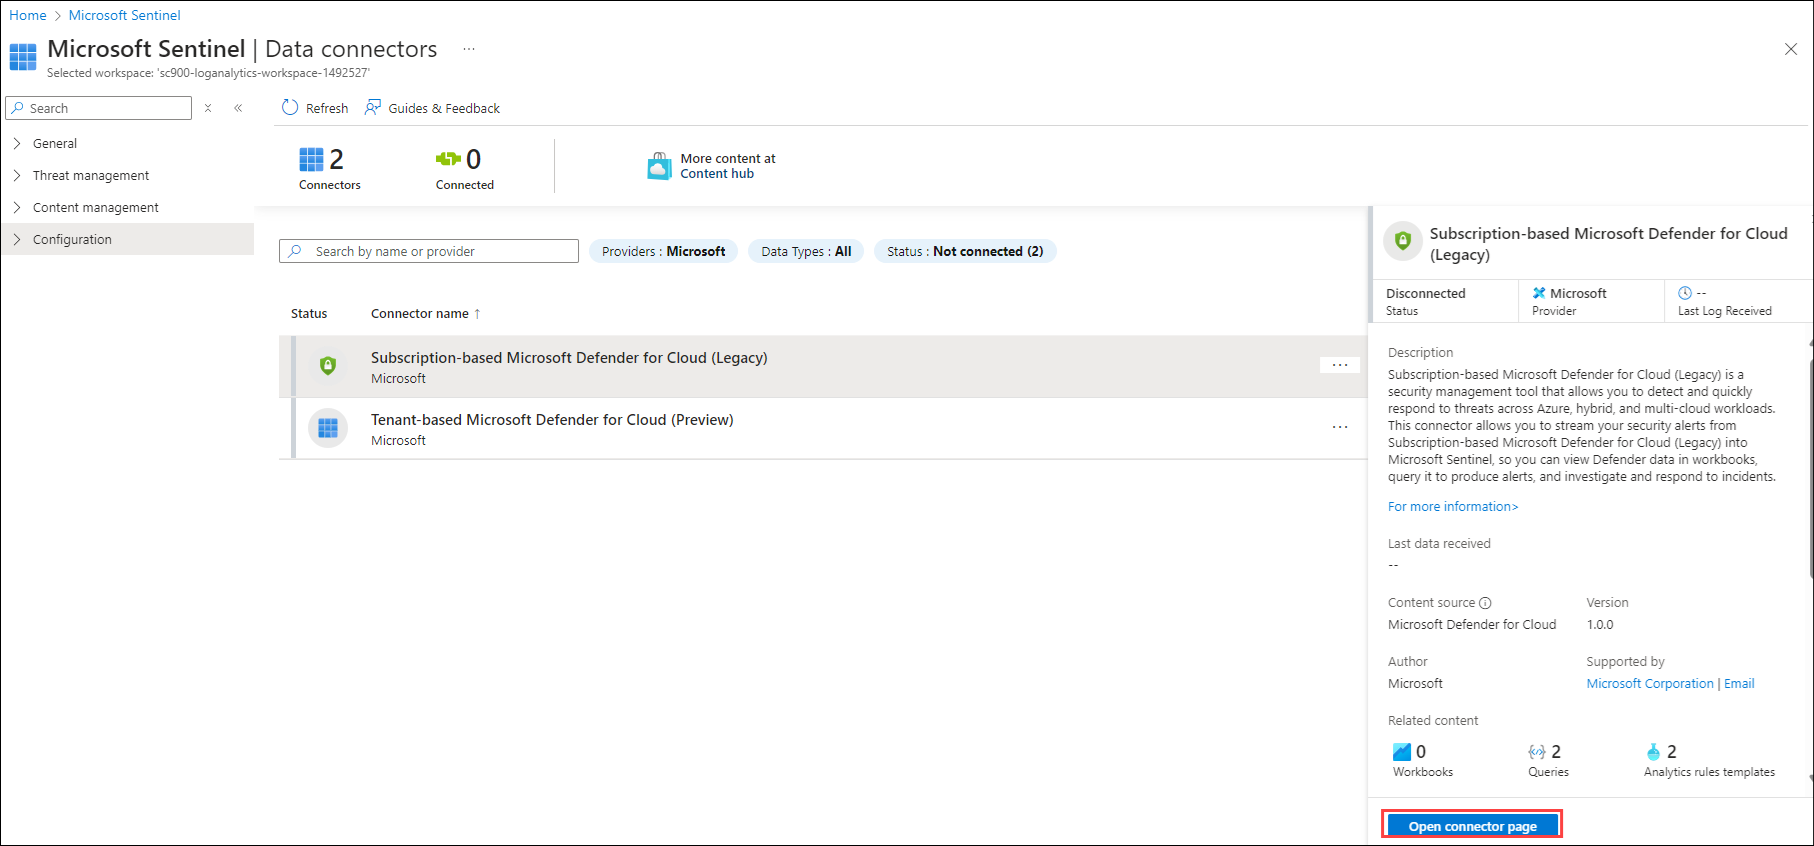 Home > Microsoft Sentinel
Microsoft Sentinel | Data connectors ...
Selected workspace: 'sc900-loganalytics-workspace-1492527'
Search
General
Threat management
Content management
Configuration
Refresh Guides & Feedback
2 0
Connectors Connected
More content at
Content hub
Search by name or provider Providers : Microsoft Data Types : All Status : Not connected (2)
Status Connector name ↑
Subscription-based Microsoft Defender for Cloud (Legacy) ...
Microsoft
Tenant-based Microsoft Defender for Cloud (Preview) ...
Microsoft
Subscription-based Microsoft Defender for Cloud
(Legacy)
Disconnected Microsoft --
Status Provider Last Log Received
Description
Subscription-based Microsoft Defender for Cloud (Legacy) is a
security management tool that allows you to detect and quickly
respond to threats across Azure, hybrid, and multi-cloud workloads.
This connector allows you to stream your security alerts from
Subscription-based Microsoft Defender for Cloud (Legacy) into
Microsoft Sentinel, so you can view Defender data in workbooks,
query it to produce alerts, and investigate and respond to incidents.
For more information>
Last data received
--
Content source Version
Microsoft Defender for Cloud 1.0.0
Author Supported by
Microsoft Microsoft Corporation | Email
Related content
0 2 2
Workbooks Queries Analytics rules templates
Open connector page